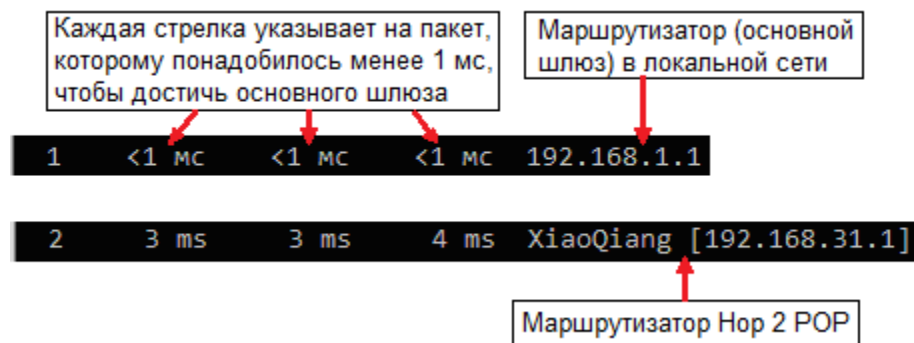 Каждая стрелка указывает на пакет,
которому понадобилось менее 1 мс,
чтобы достичь основного шлюза
Маршрутизатор (основной
шлюз) в локальной сети
1 <1 мс <1 мс <1 мс 192.168.1.1
2 3 ms 3 ms 4 ms XiaoQiang [192.168.31.1]
Маршрутизатор Hop 2 POP